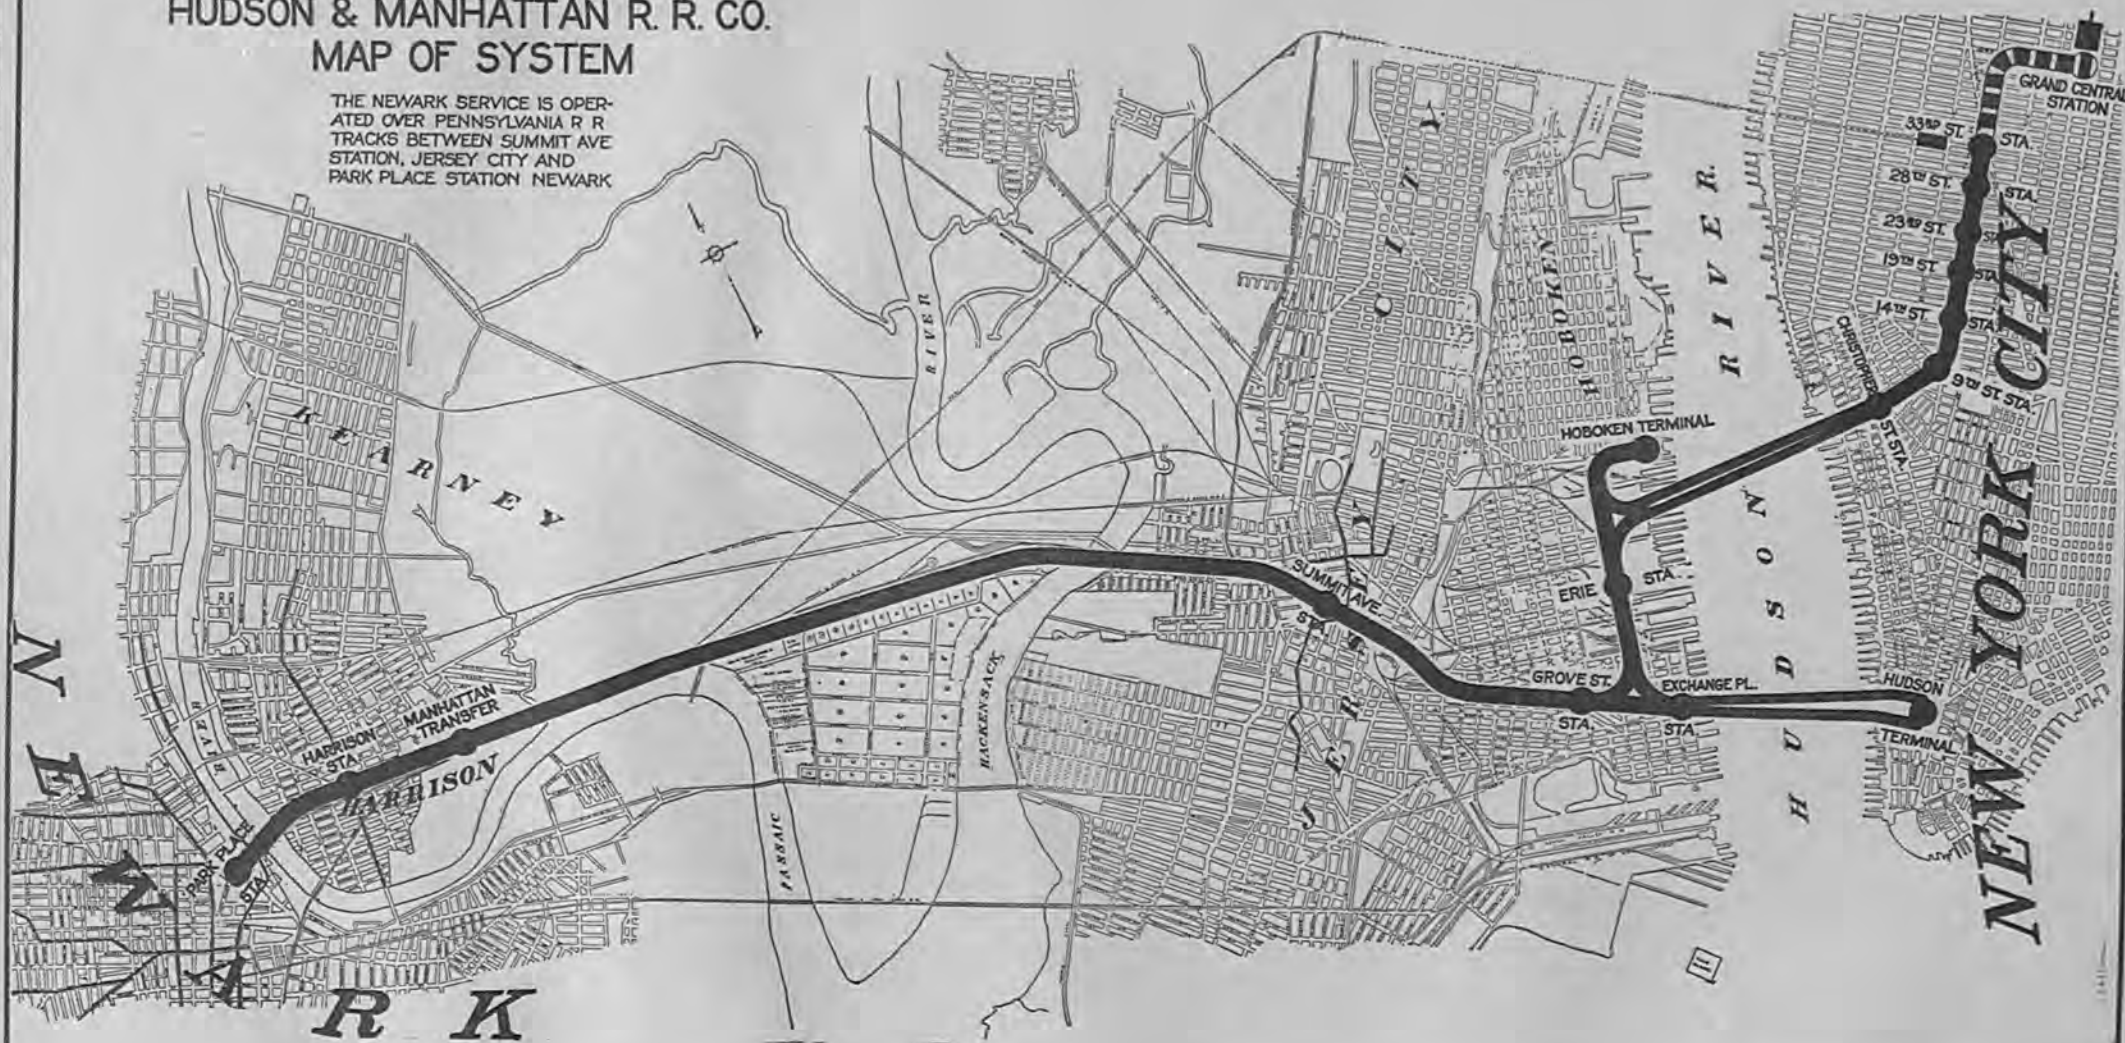 HUDSON & MANHATTAN R. R. CO.
MAP OF SYSTEM
THE NEWARK SERVICE IS OPER-
ATED OVER PENNSYLVANIA R R
TRACKS BETWEEN SUMMIT AVE
STATION, JERSEY CITY AND
PARK PLACE STATION NEWARK
GRAND CENTRAL
STATION
33RD ST. STA.
28TH ST. STA.
23RD ST.
19TH ST. STA.
14TH ST. STA.
9TH ST. STA.
CHRISTOPHER ST. STA.
HOBOKEN TERMINAL
HOBOKEN
ERIE STA.
SUMMIT AVE.
STA.
GROVE ST.
STA.
EXCHANGE PL.
STA.
HUDSON
TERMINAL
MANHATTAN
TRANSFER
HARRISON
STA.
HARRISON
PARK PLACE
STA.
KEARNEY
NEWARK
JERSEY CITY
HUDSON RIVER.
NEW YORK CITY
RIVER
HACKENSACK
PASSAIC
RIVER